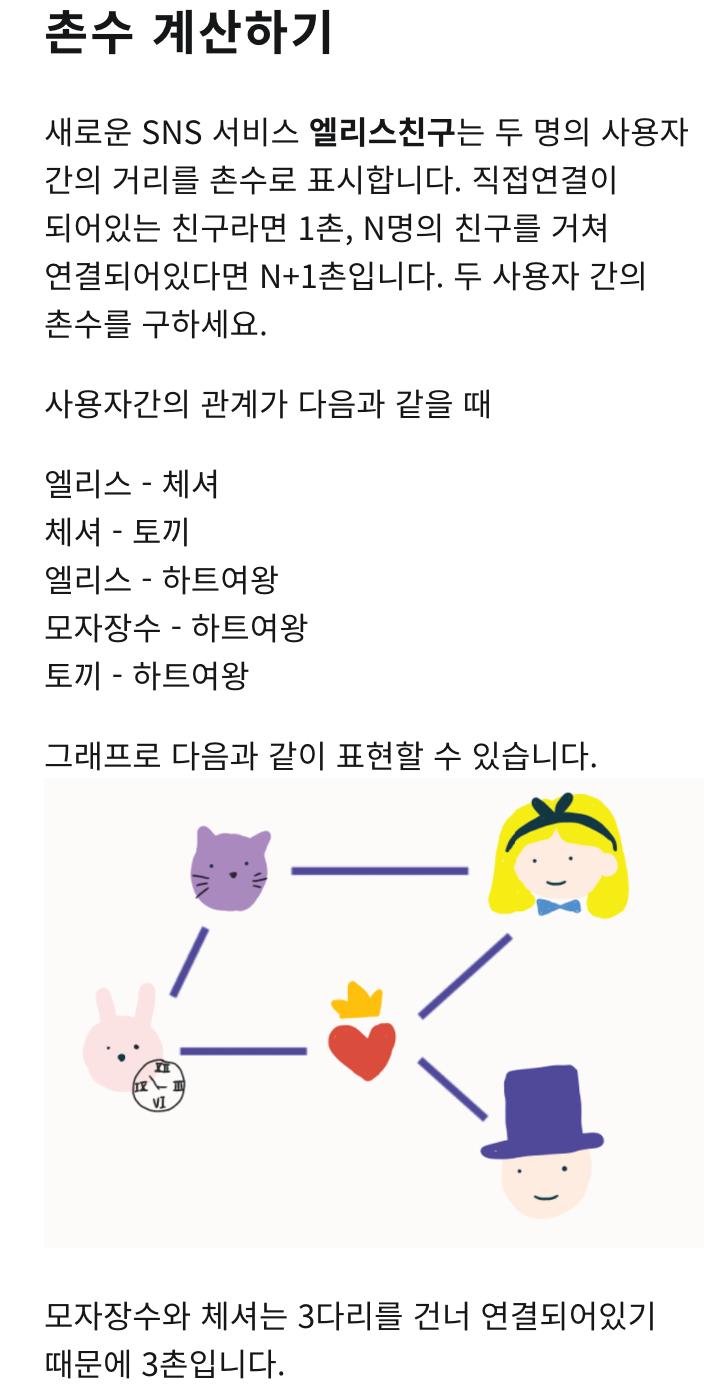 촌수 계산하기
새로운 SNS 서비스 엘리스친구는 두 명의 사용자
간의 거리를 촌수로 표시합니다. 직접연결이
되어있는 친구라면 1촌, N명의 친구를 거쳐
연결되어있다면 N+1촌입니다. 두 사용자 간의
촌수를 구하세요.
사용자간의 관계가 다음과 같을 때
엘리스 - 체셔
체셔 - 토끼
엘리스 - 하트여왕
모자장수 - 하트여왕
토끼 - 하트여왕
그래프로 다음과 같이 표현할 수 있습니다.
XII
IX III
VI
모자장수와 체셔는 3다리를 건너 연결되어있기
때문에 3촌입니다.